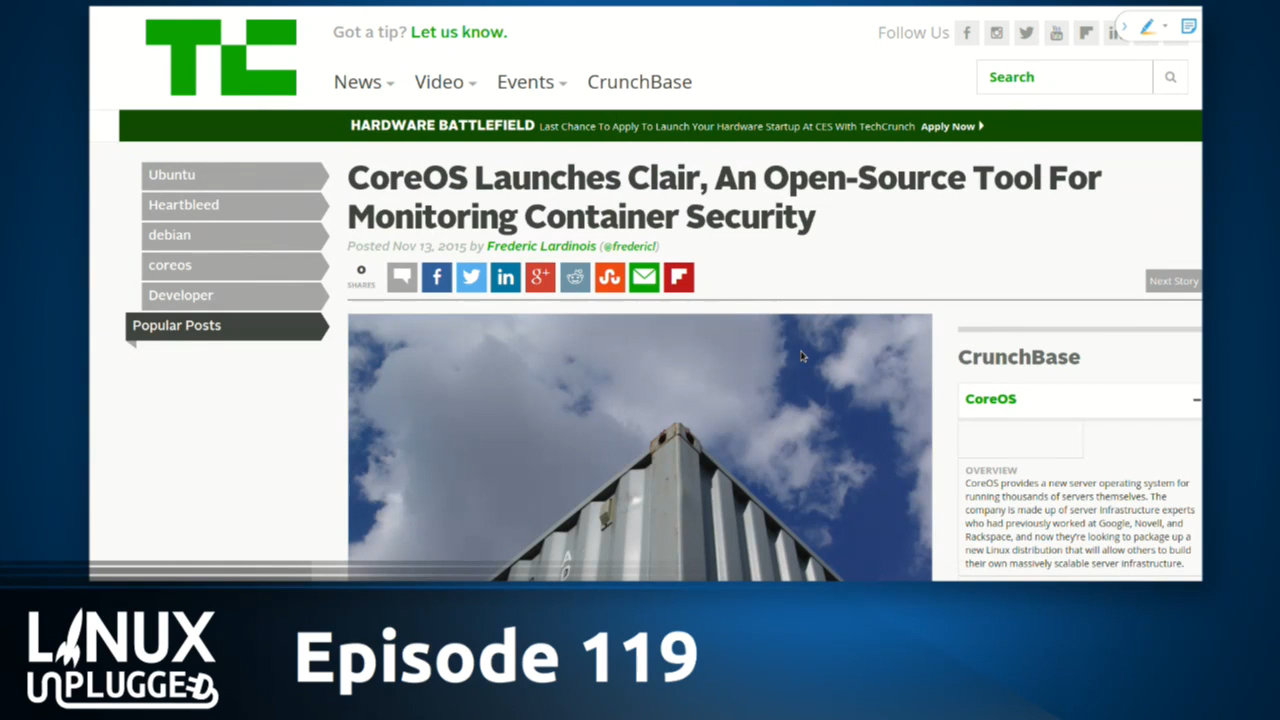 TC
Got a tip? Let us know.
Follow Us
News Video Events CrunchBase
Search
HARDWARE BATTLEFIELD Last Chance To Apply To Launch Your Hardware Startup At CES With TechCrunch Apply Now
Ubuntu
Heartbleed
debian
coreos
Developer
Popular Posts
CoreOS Launches Clair, An Open-Source Tool For
Monitoring Container Security
Posted Nov 13, 2015 by Frederic Lardinois (@fredericl)
0
SHARES
Next Story
CrunchBase
CoreOS
OVERVIEW
CoreOS provides a new server operating system for
running thousands of servers themselves. The
company is made up of server infrastructure experts
who had previously worked at Google, Novell, and
Rackspace, and now they're looking to package up a
new Linux distribution that will allow others to build
their own massively scalable server infrastructure.
LINUX
UNPLUGGED
Episode 119